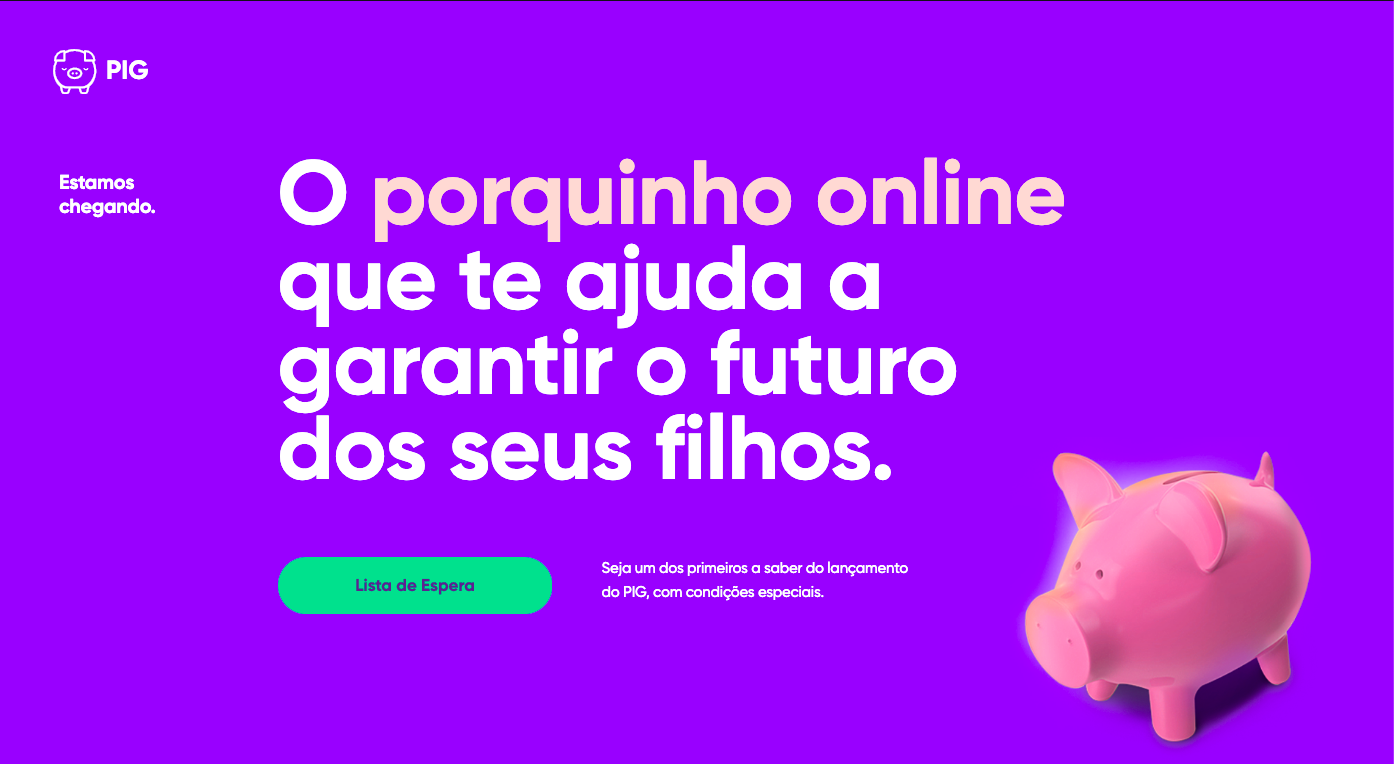 PIG
Estamos
chegando.
O porquinho online
que te ajuda a
garantir o futuro
dos seus filhos.
Lista de Espera
Seja um dos primeiros a saber do lançamento
do PIG, com condições especiais.